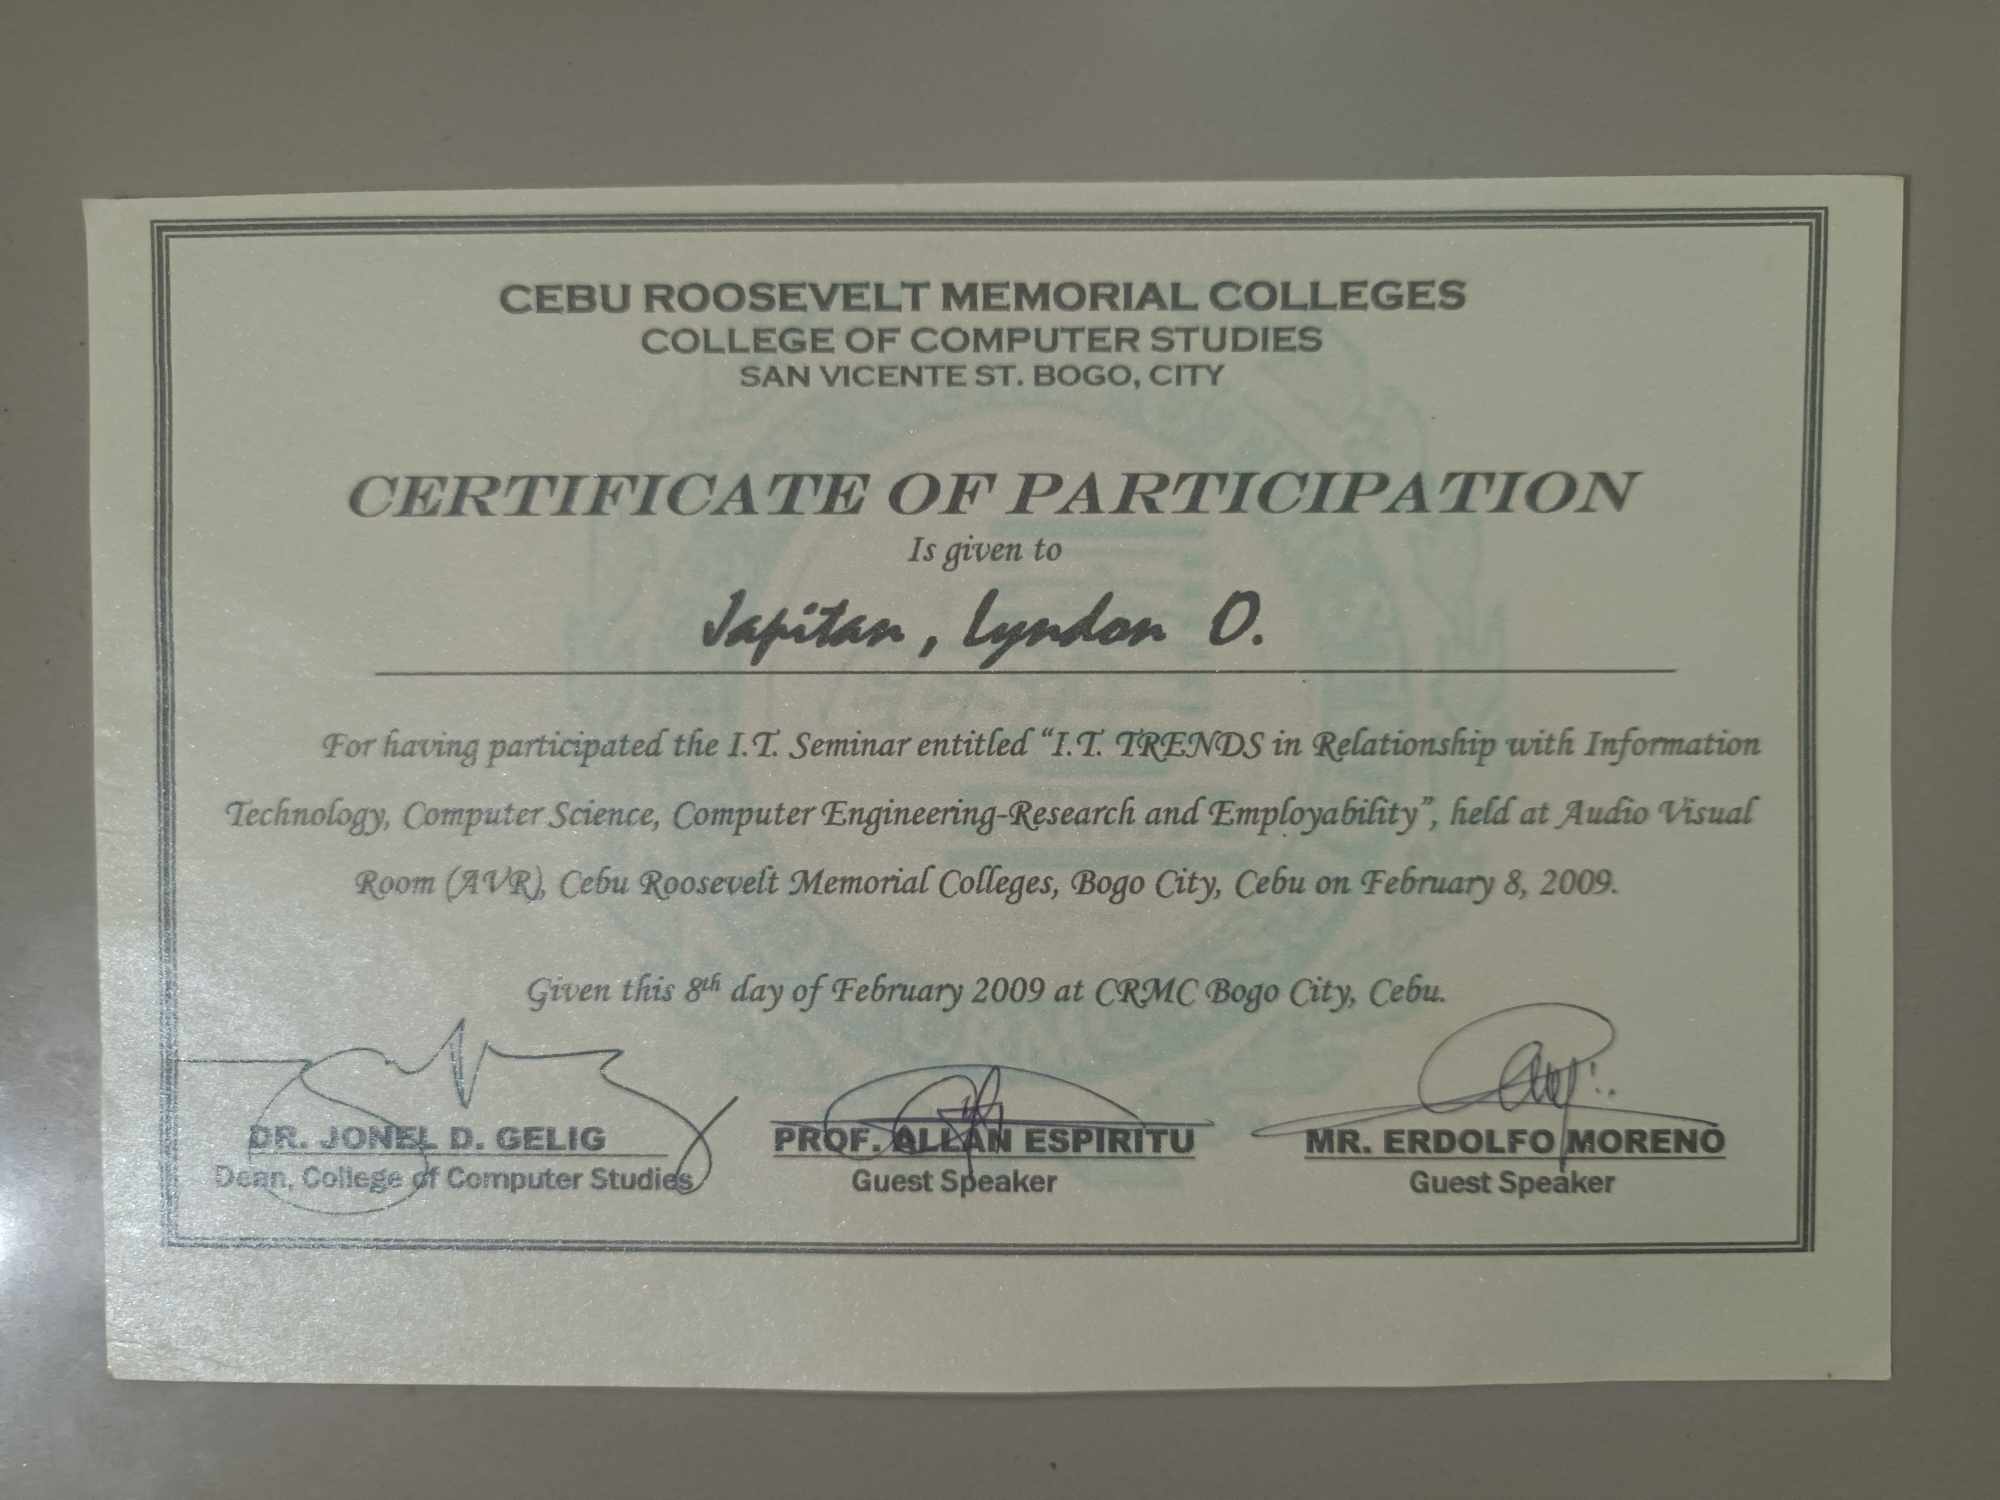 CEBU ROOSEVELT MEMORIAL COLLEGES
COLLEGE OF COMPUTER STUDIES
SAN VICENTE ST. BOGO, CITY
CERTIFICATE OF PARTICIPATION
Is given to
Japitan, Lyndon O.
For having participated the I.T. Seminar entitled “I.T. TRENDS in Relationship with Information
Technology, Computer Science, Computer Engineering-Research and Employability”, held at Audio Visual
Room (AVR), Cebu Roosevelt Memorial Colleges, Bogo City, Cebu on February 8, 2009.
Given this 8th day of February 2009 at CRMC Bogo City, Cebu.
DR. JONEL D. GELIG
Dean, College of Computer Studies
PROF. ALLAN ESPIRITU
Guest Speaker
MR. ERDOLFO MORENO
Guest Speaker